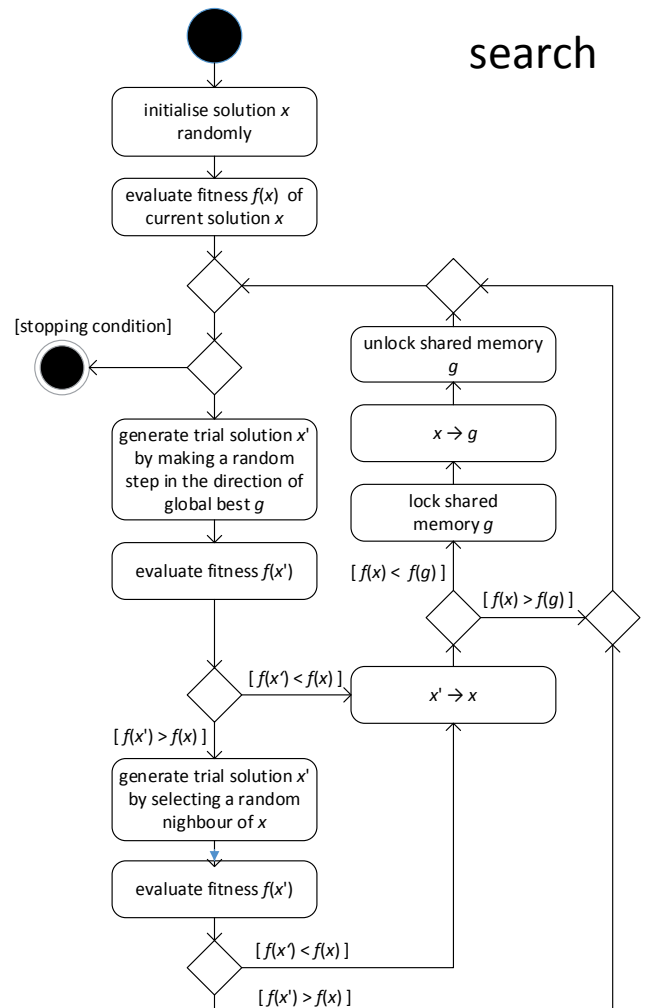 search
initialise solution x
randomly
evaluate fitness f(x) of
current solution x
[stopping condition]
unlock shared memory
g
x → g
generate trial solution x'
by making a random
step in the direction of
global best g
lock shared
memory g
evaluate fitness f(x')
[ f(x) < f(g) ]
[ f(x) > f(g) ]
[ f(x') < f(x) ]
x' → x
[ f(x') > f(x) ]
generate trial solution x'
by selecting a random
nighbour of x
evaluate fitness f(x')
[ f(x') < f(x) ]
[ f(x') > f(x) ]